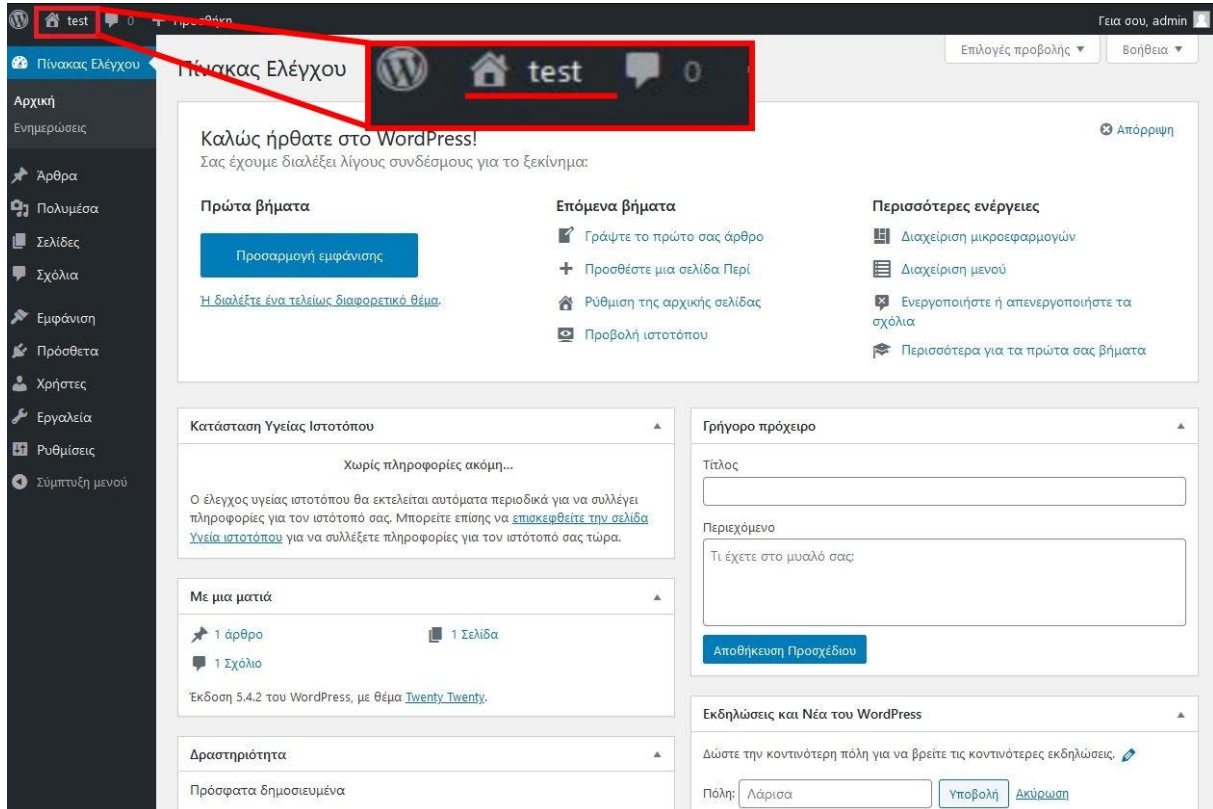 test 0 + Προσθήκη
Γεια σου, admin
Πίνακας Ελέγχου
Αρχική
Ενημερώσεις
Άρθρα
Πολυμέσα
Σελίδες
Σχόλια
Εμφάνιση
Πρόσθετα
Χρήστες
Εργαλεία
Ρυθμίσεις
Σύμπτυξη μενού
Πίνακας Ελέγχου
test 0
Επιλογές προβολής
Βοήθεια
Καλώς ήρθατε στο WordPress!
Απόρριψη
Σας έχουμε διαλέξει λίγους συνδέσμους για το ξεκίνημα:
Πρώτα βήματα
Προσαρμογή εμφάνισης
Ή διαλέξτε ένα τελείως διαφορετικό θέμα.
Επόμενα βήματα
Γράψτε το πρώτο σας άρθρο
Προσθέστε μια σελίδα Περί
Ρύθμιση της αρχικής σελίδας
Προβολή ιστοτόπου
Περισσότερες ενέργειες
Διαχείριση μικροεφαρμογών
Διαχείριση μενού
Ενεργοποιήστε ή απενεργοποιήστε τα
σχόλια
Περισσότερα για τα πρώτα σας βήματα
Κατάσταση Υγείας Ιστοτόπου
Χωρίς πληροφορίες ακόμη...
Ο έλεγχος υγείας ιστοτόπου θα εκτελείται αυτόματα περιοδικά για να συλλέγει
πληροφορίες για τον ιστότοπό σας. Μπορείτε επίσης να επισκεφθείτε την σελίδα
Υγεία ιστοτόπου για να συλλέξετε πληροφορίες για τον ιστότοπό σας τώρα.
Με μια ματιά
1 άρθρο
1 Σελίδα
1 Σχόλιο
Έκδοση 5.4.2 του WordPress, με θέμα Twenty Twenty.
Δραστηριότητα
Πρόσφατα δημοσιευμένα
Γρήγορο πρόχειρο
Τίτλος
Περιεχόμενο
Τι έχετε στο μυαλό σας;
Αποθήκευση Προσχέδιου
Εκδηλώσεις και Νέα του WordPress
Δώστε την κοντινότερη πόλη για να βρείτε τις κοντινότερες εκδηλώσεις.
Πόλη: Λάρισα Υποβολή Ακύρωση